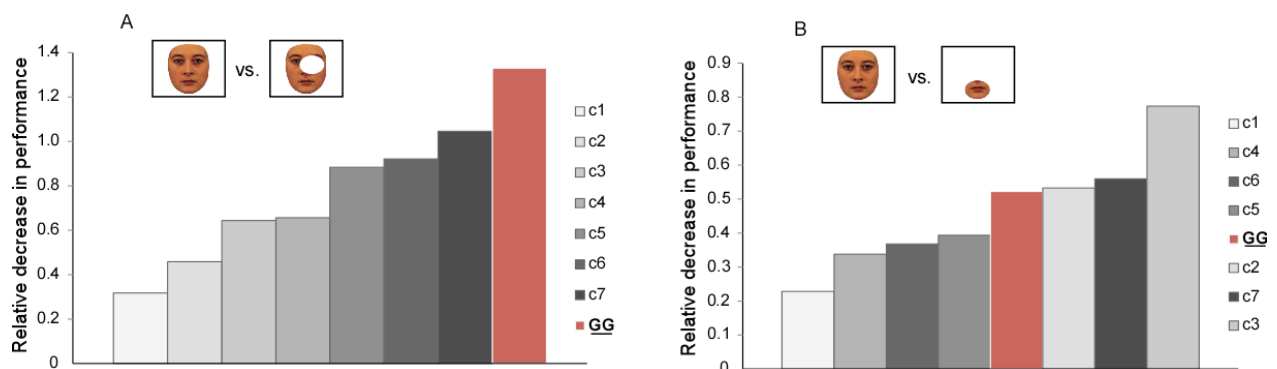 A
vs.
Relative decrease in performance
1.4
1.2
1.0
0.8
0.6
0.4
0.2
0
c1
c2
c3
c4
c5
c6
c7
GG
B
vs.
Relative decrease in performance
0.9
0.8
0.7
0.6
0.5
0.4
0.3
0.2
0.1
0
c1
c4
c6
c5
GG
c2
c7
c3